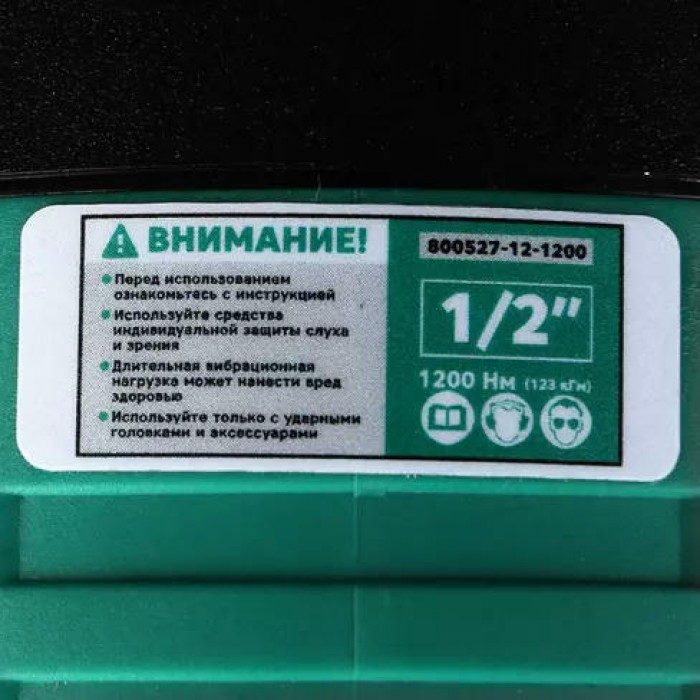 ВНИМАНИЕ!
Перед использованием
ознакомьтесь с инструкцией
Используйте средства
индивидуальной защиты слуха
и зрения
Длительная вибрационная
нагрузка может нанести вред
здоровью
Используйте только с ударными
головками и аксессуарами
800527-12-1200
1/2”
1200 Нм (123 кГм)